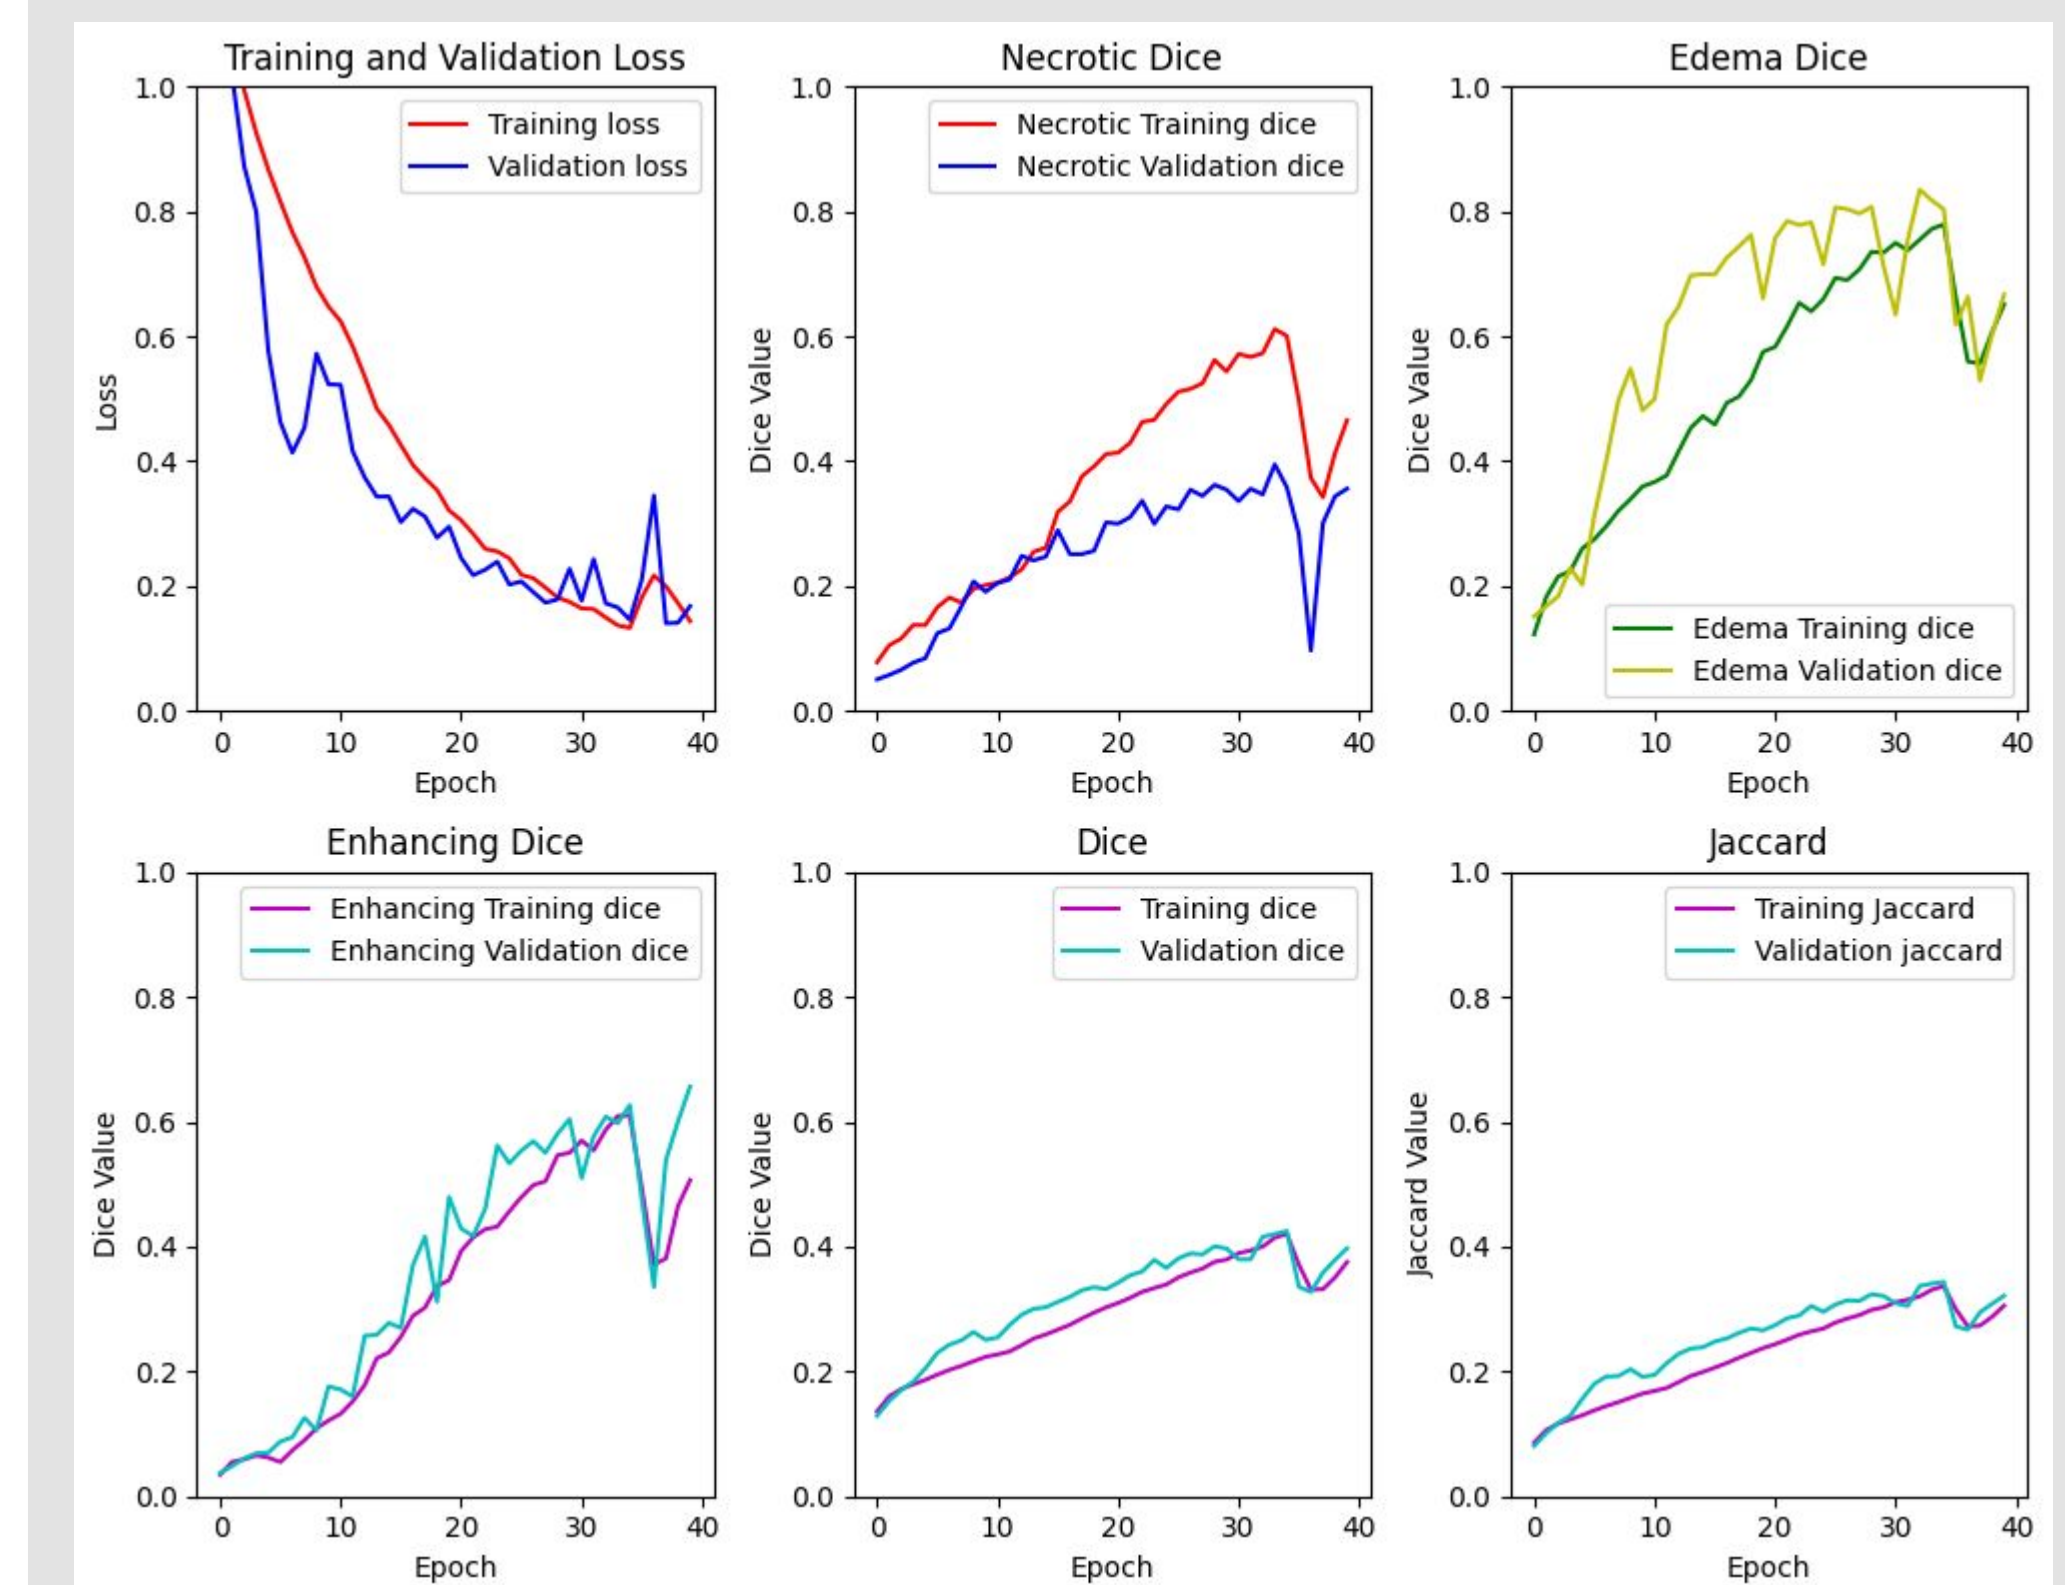 Training and Validation Loss
1.0
0.8
0.6
0.4
0.2
0.0
Loss
Training loss
Validation loss
0 10 20 30 40
Epoch
Necrotic Dice
1.0
0.8
0.6
0.4
0.2
0.0
Dice Value
Necrotic Training dice
Necrotic Validation dice
0 10 20 30 40
Epoch
Edema Dice
1.0
0.8
0.6
0.4
0.2
0.0
Dice Value
Edema Training dice
Edema Validation dice
0 10 20 30 40
Epoch
Enhancing Dice
1.0
0.8
0.6
0.4
0.2
0.0
Dice Value
Enhancing Training dice
Enhancing Validation dice
0 10 20 30 40
Epoch
Dice
1.0
0.8
0.6
0.4
0.2
0.0
Dice Value
Training dice
Validation dice
0 10 20 30 40
Epoch
Jaccard
1.0
0.8
0.6
0.4
0.2
0.0
Jaccard Value
Training Jaccard
Validation jaccard
0 10 20 30 40
Epoch